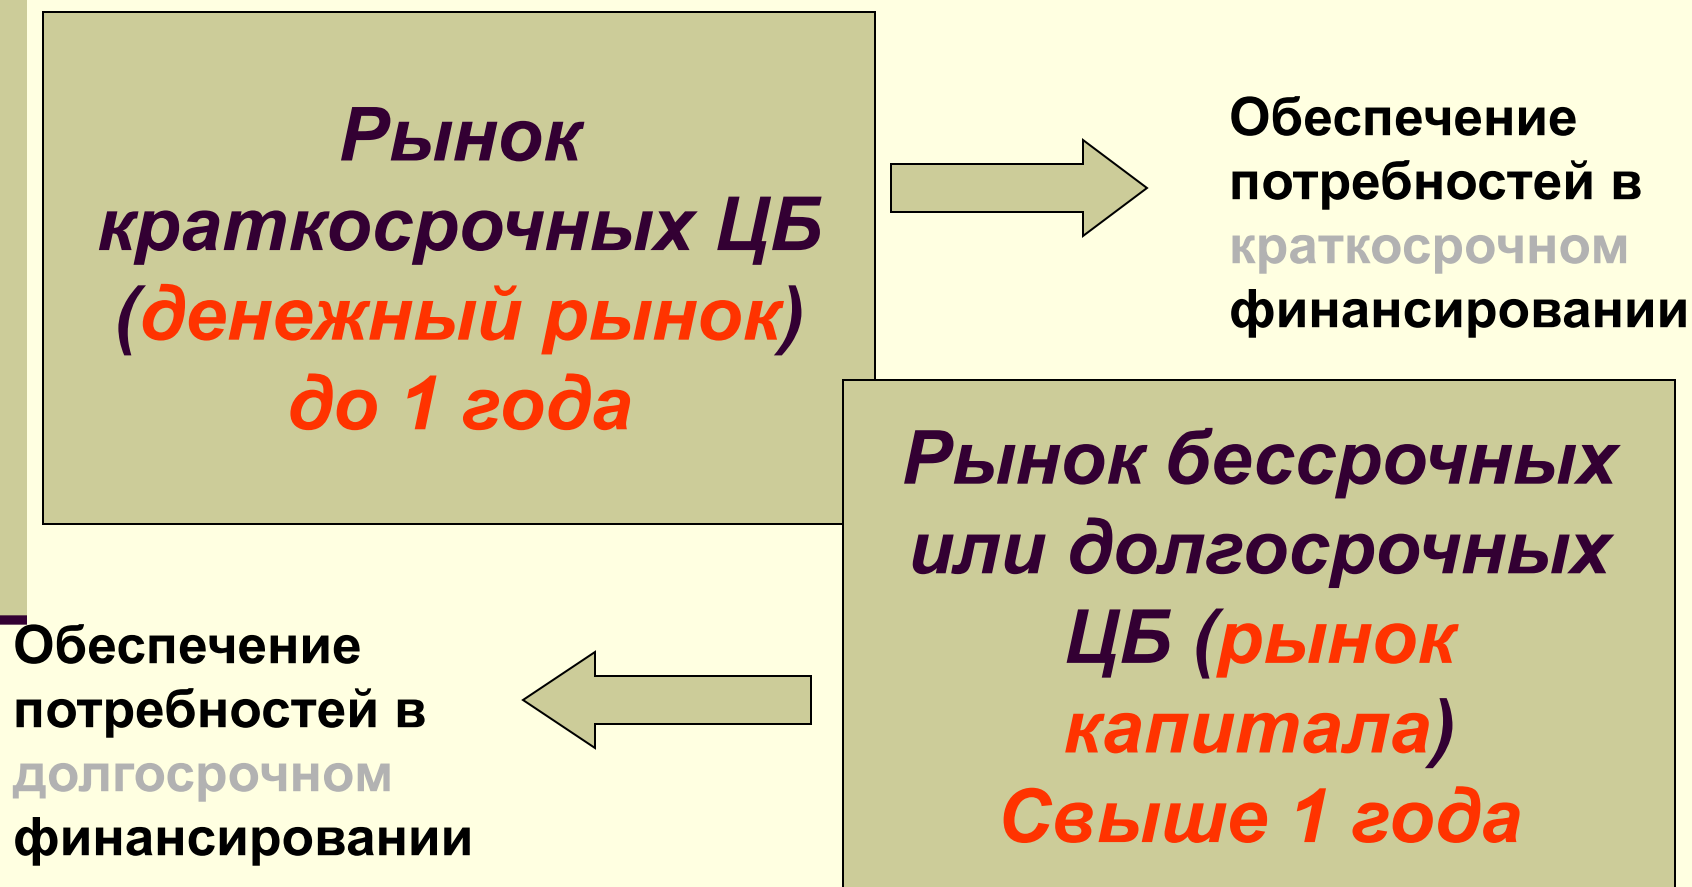 Рынок
краткосрочных ЦБ
(денежный рынок)
до 1 года
Обеспечение
потребностей в
краткосрочном
финансировании
Рынок бессрочных
или долгосрочных
ЦБ (рынок
капитала)
Свыше 1 года
Обеспечение
потребностей в
долгосрочном
финансировании